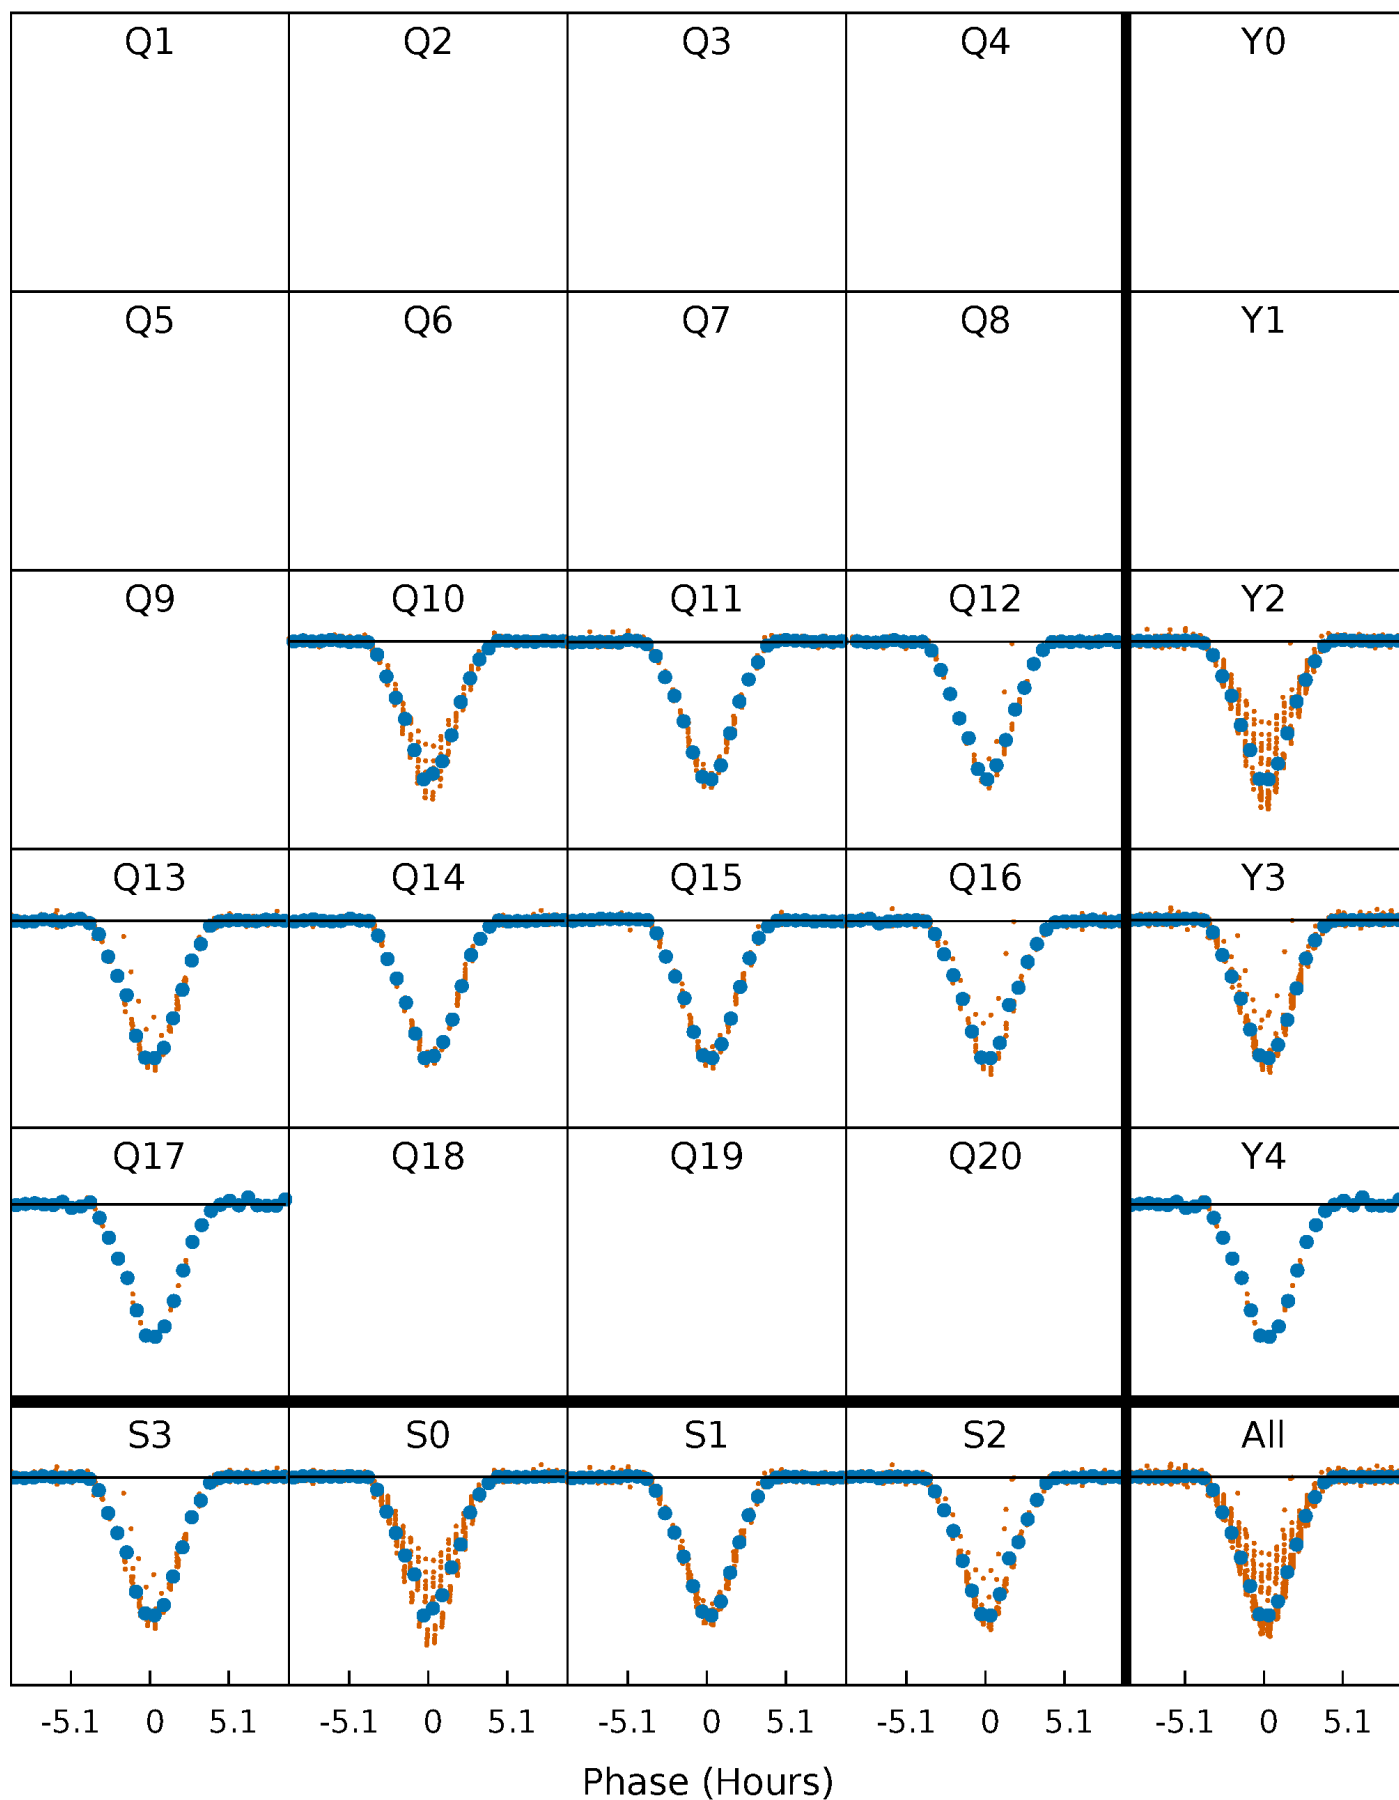 Q1 Q2 Q3 Q4 Y0
Q5 Q6 Q7 Q8 Y1
Q9 Q10 Q11 Q12 Y2
Q13 Q14 Q15 Q16 Y3
Q17 Q18 Q19 Q20 Y4
S3 S0 S1 S2 All
-5.1 0 5.1 -5.1 0 5.1 -5.1 0 5.1 -5.1 0 5.1 -5.1 0 5.1
Phase (Hours)